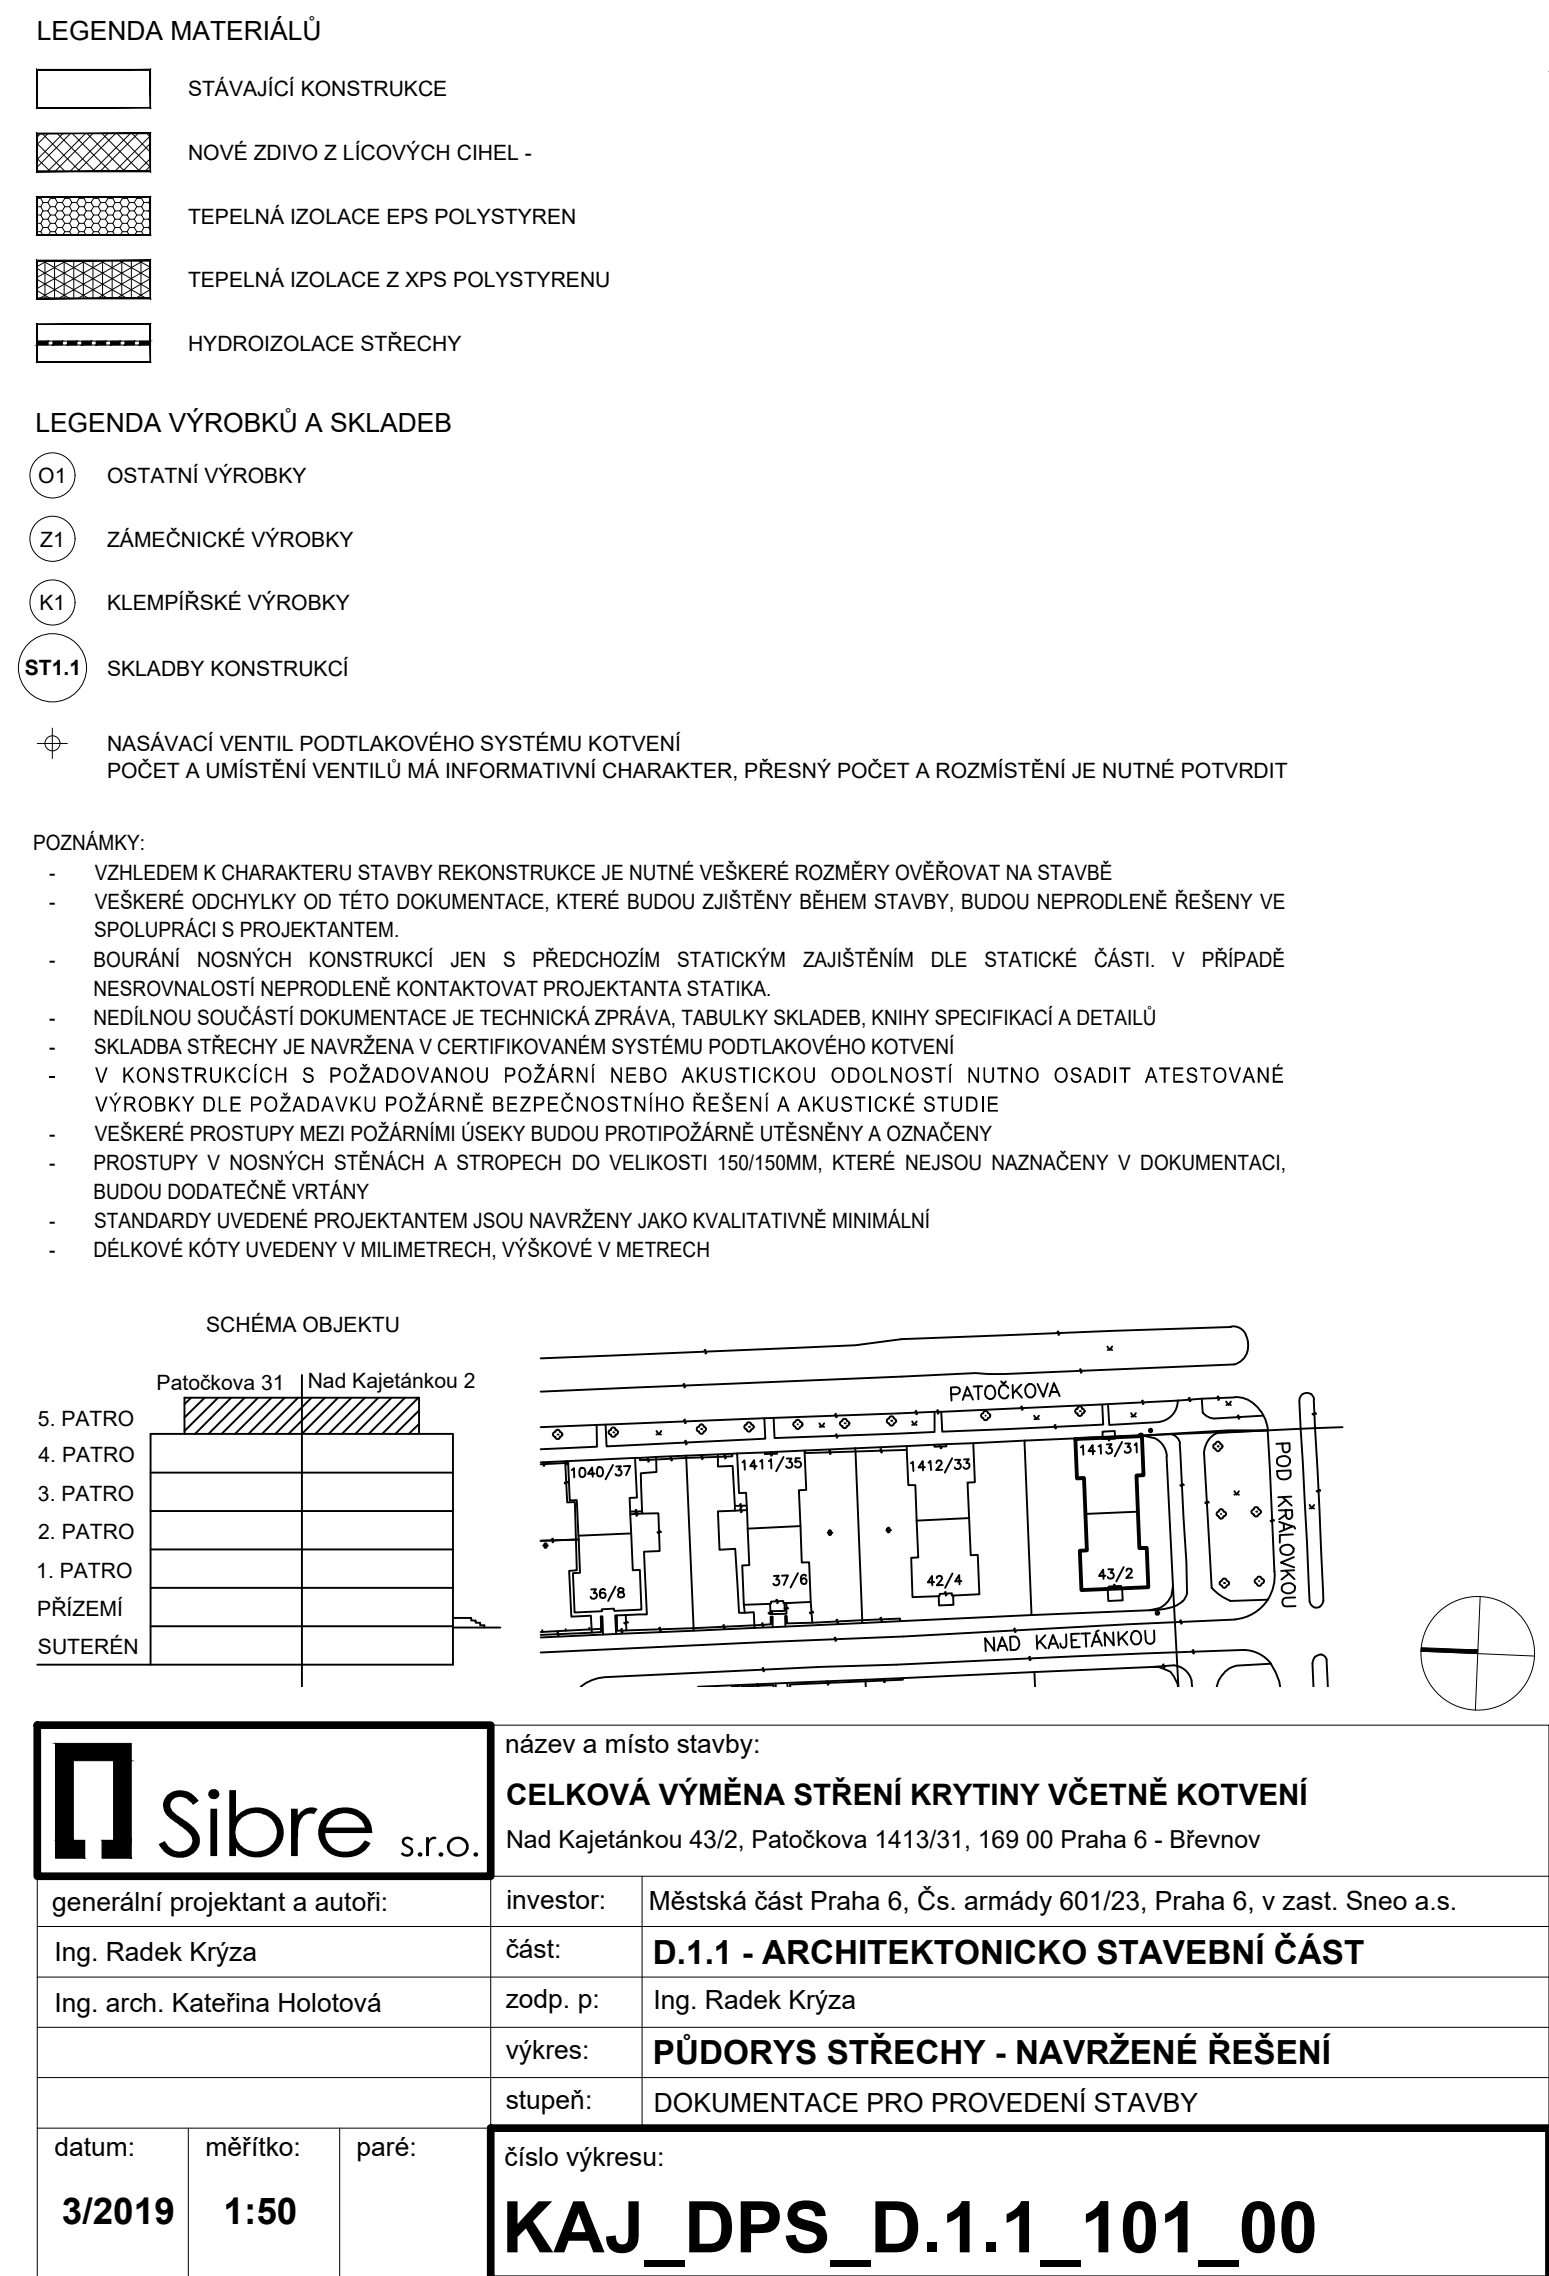 LEGENDA MATERIÁLŮ
STÁVAJÍCÍ KONSTRUKCE
NOVÉ ZDIVO Z LÍCOVÝCH CIHEL -
TEPELNÁ IZOLACE EPS POLYSTYREN
TEPELNÁ IZOLACE Z XPS POLYSTYRENU
HYDROIZOLACE STŘECHY
LEGENDA VÝROBKŮ A SKLADEB
O1 OSTATNÍ VÝROBKY
Z1 ZÁMEČNICKÉ VÝROBKY
K1 KLEMPÍŘSKÉ VÝROBKY
ST1.1 SKLADBY KONSTRUKCÍ
NASÁVACÍ VENTIL PODTLAKOVÉHO SYSTÉMU KOTVENÍ
POČET A UMÍSTĚNÍ VENTILŮ MÁ INFORMATIVNÍ CHARAKTER, PŘESNÝ POČET A ROZMÍSTĚNÍ JE NUTNÉ POTVRDIT
POZNÁMKY:
- VZHLEDEM K CHARAKTERU STAVBY REKONSTRUKCE JE NUTNÉ VEŠKERÉ ROZMĚRY OVĚŘOVAT NA STAVBĚ
- VEŠKERÉ ODCHYLKY OD TÉTO DOKUMENTACE, KTERÉ BUDOU ZJIŠTĚNY BĚHEM STAVBY, BUDOU NEPRODLENĚ ŘEŠENY VE
SPOLUPRÁCI S PROJEKTANTEM.
- BOURÁNÍ NOSNÝCH KONSTRUKCÍ JEN S PŘEDCHOZÍM STATICKÝM ZAJIŠTĚNÍM DLE STATICKÉ ČÁSTI. V PŘÍPADĚ
NESROVNALOSTÍ NEPRODLENĚ KONTAKTOVAT PROJEKTANTA STATIKA.
- NEDÍLNOU SOUČÁSTÍ DOKUMENTACE JE TECHNICKÁ ZPRÁVA, TABULKY SKLADEB, KNIHY SPECIFIKACÍ A DETAILŮ
- SKLADBA STŘECHY JE NAVRŽENA V CERTIFIKOVANÉM SYSTÉMU PODTLAKOVÉHO KOTVENÍ
- V KONSTRUKCÍCH S POŽADOVANOU POŽÁRNÍ NEBO AKUSTICKOU ODOLNOSTÍ NUTNO OSADIT ATESTOVANÉ
VÝROBKY DLE POŽADAVKU POŽÁRNĚ BEZPEČNOSTNÍHO ŘEŠENÍ A AKUSTICKÉ STUDIE
- VEŠKERÉ PROSTUPY MEZI POŽÁRNÍMI ÚSEKY BUDOU PROTIPOŽÁRNĚ UTĚSNĚNY A OZNAČENY
- PROSTUPY V NOSNÝCH STĚNÁCH A STROPECH DO VELIKOSTI 150/150MM, KTERÉ NEJSOU NAZNAČENY V DOKUMENTACI,
BUDOU DODATEČNĚ VRTÁNY
- STANDARDY UVEDENÉ PROJEKTANTEM JSOU NAVRŽENY JAKO KVALITATIVNĚ MINIMÁLNÍ
- DÉLKOVÉ KÓTY UVEDENY V MILIMETRECH, VÝŠKOVÉ V METRECH
SCHÉMA OBJEKTU
Patočkova 31 Nad Kajetánkou 2
5. PATRO
4. PATRO
3. PATRO
2. PATRO
1. PATRO
PŘÍZEMÍ
SUTERÉN
PATOČKOVA
1040/37 1411/35 1412/33 1413/31
36/8 37/6 42/4 43/2
POD KRÁLOVKOU
NAD KAJETÁNKOU
Sibre s.r.o.
název a místo stavby:
CELKOVÁ VÝMĚNA STŘENÍ KRYTINY VČETNĚ KOTVENÍ
Nad Kajetánkou 43/2, Patočkova 1413/31, 169 00 Praha 6 - Břevnov
generální projektant a autoři:
investor: Městská část Praha 6, Čs. armády 601/23, Praha 6, v zast. Sneo a.s.
Ing. Radek Krýza
část: D.1.1 - ARCHITEKTONICKO STAVEBNÍ ČÁST
Ing. arch. Kateřina Holotová
zodp. p: Ing. Radek Krýza
výkres: PŮDORYS STŘECHY - NAVRŽENÉ ŘEŠENÍ
stupeň: DOKUMENTACE PRO PROVEDENÍ STAVBY
datum: měřítko: paré:
3/2019 1:50
číslo výkresu:
KAJ_DPS_D.1.1_101_00